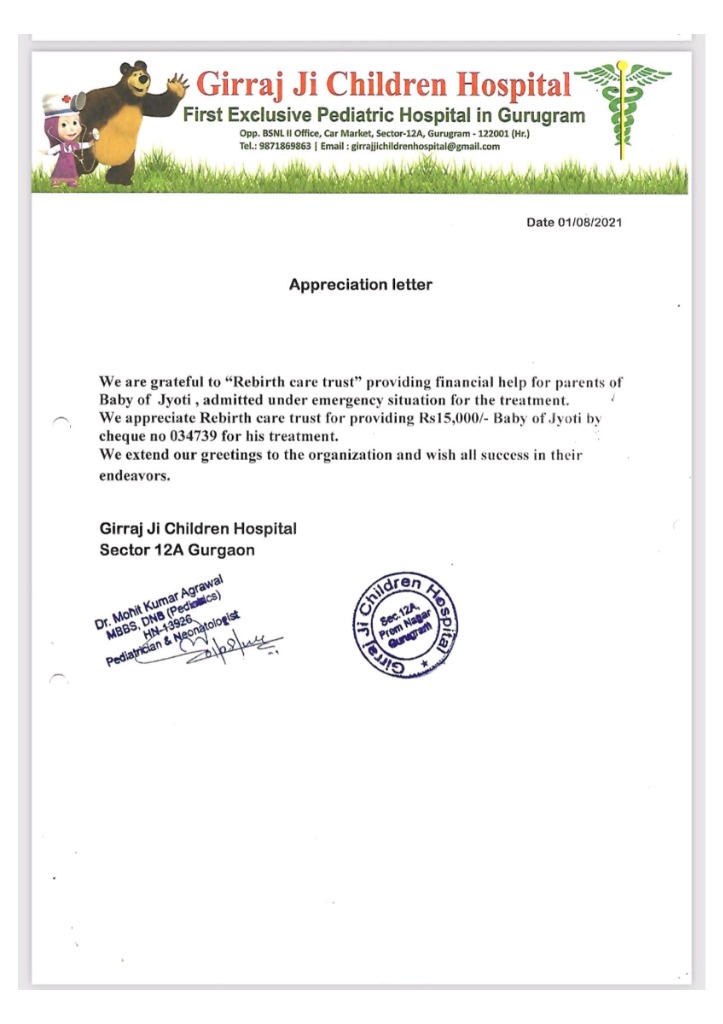 Girraj Ji Children Hospital
First Exclusive Pediatric Hospital in Gurugram
Opp. BSNL II Office, Car Market, Sector-12A, Gurugram - 122001 (Hr.)
Tel.: 9871869863 | Email : girrajjichildrenhospital@gmail.com
Date 01/08/2021
Appreciation letter
We are grateful to “Rebirth care trust” providing financial help for parents of
Baby of Jyoti , admitted under emergency situation for the treatment.
We appreciate Rebirth care trust for providing Rs15,000/- Baby of Jyoti by
cheque no 034739 for his treatment.
We extend our greetings to the organization and wish all success in their
endeavors.
Girraj Ji Children Hospital
Sector 12A Gurgaon
Dr. Mohit Kumar Agrawal
MBBS, DNB (Pediatrics)
HN-13926
Pediatrician & Neonatologist
Girraj Ji Children Hospital
Sec.12A,
Prem Nagar
Gurugram